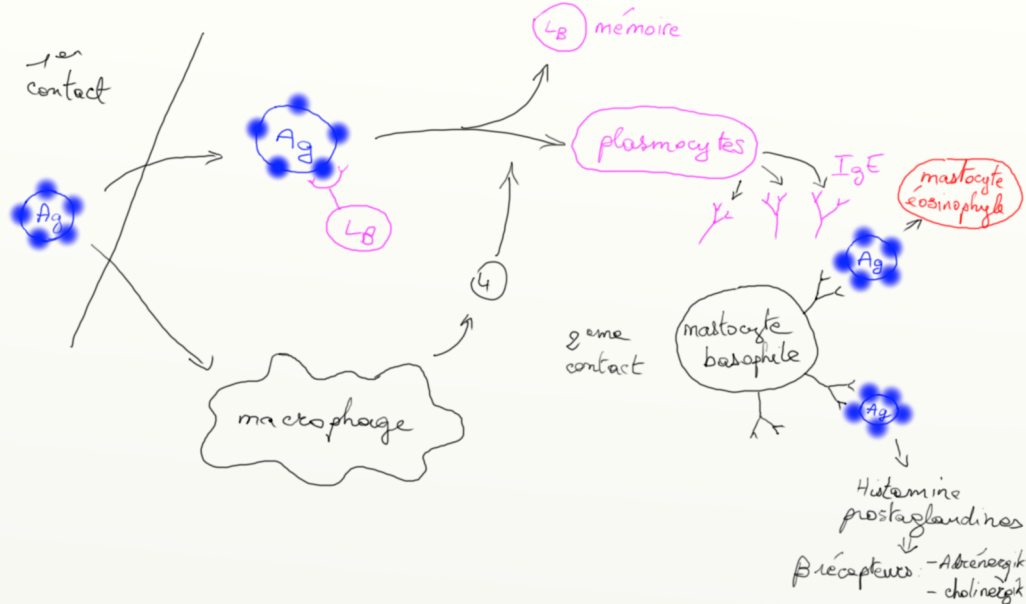 1er
contact
Ag
Ag
LB
LB mémoire
plasmocytes
IgE
mastocyte
éosinophyle
Ag
4
macrophage
2ème
contact
mastocyte
basophile
Ag
Histamine
prostaglandines
B récepteurs: - Adrénergik
- cholinergik